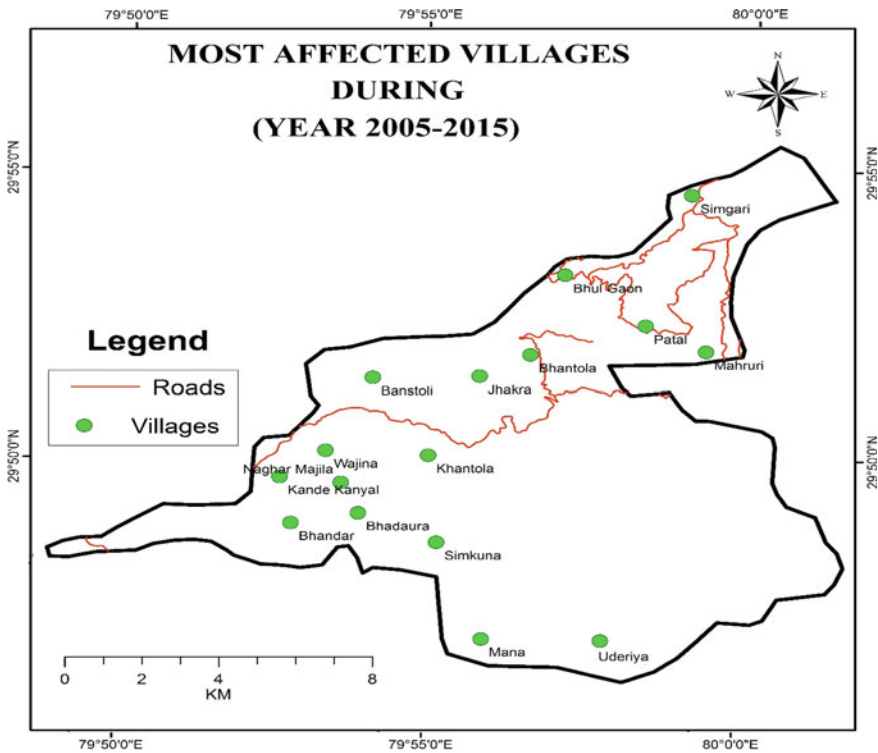 79°50'0"E 79°55'0"E 80°0'0"E
MOST AFFECTED VILLAGES
DURING
(YEAR 2005-2015)
N
W E
S
29°55'0"N 29°55'0"N
Simgari
Bhul Gaon
Patal
Mahruri
Bhantola
Jhakra
Banstoli
Legend
Roads
Villages
29°50'0"N 29°50'0"N
Wajina
Naghar Majila
Khantola
Kande Kanyal
Bhadaura
Bhandar
Simkuna
Mana
Uderiya
0 2 4 8
KM
79°50'0"E 79°55'0"E 80°0'0"E